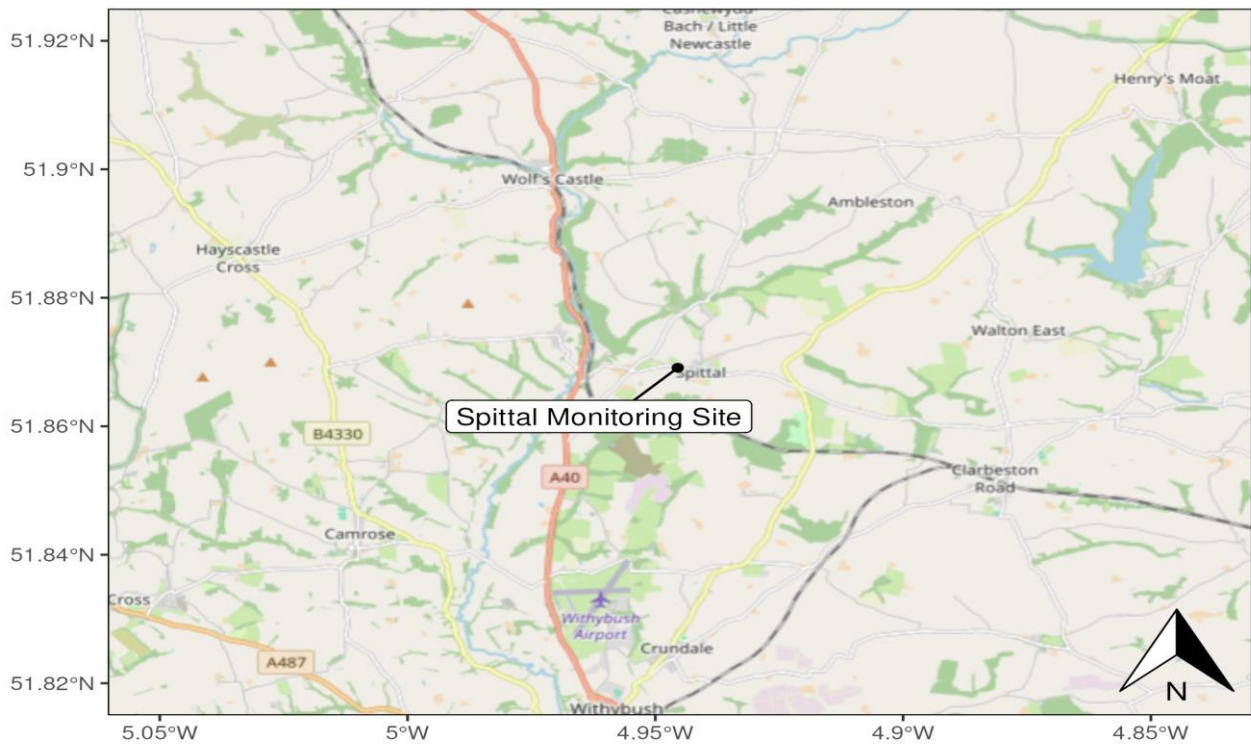 Bach / Little
Newcastle
51.92°N
Henry's Moat
51.9°N
Wolf's Castle
Ambleston
Hayscastle
Cross
51.88°N
Walton East
Spittal
Spittal Monitoring Site
51.86°N
B4330
A40
Clarbeston
Road
Camrose
51.84°N
Cross
Withybush
Airport
Crundale
A487
51.82°N
N
Withybush
5.05°W
5°W
4.95°W
4.9°W
4.85°W